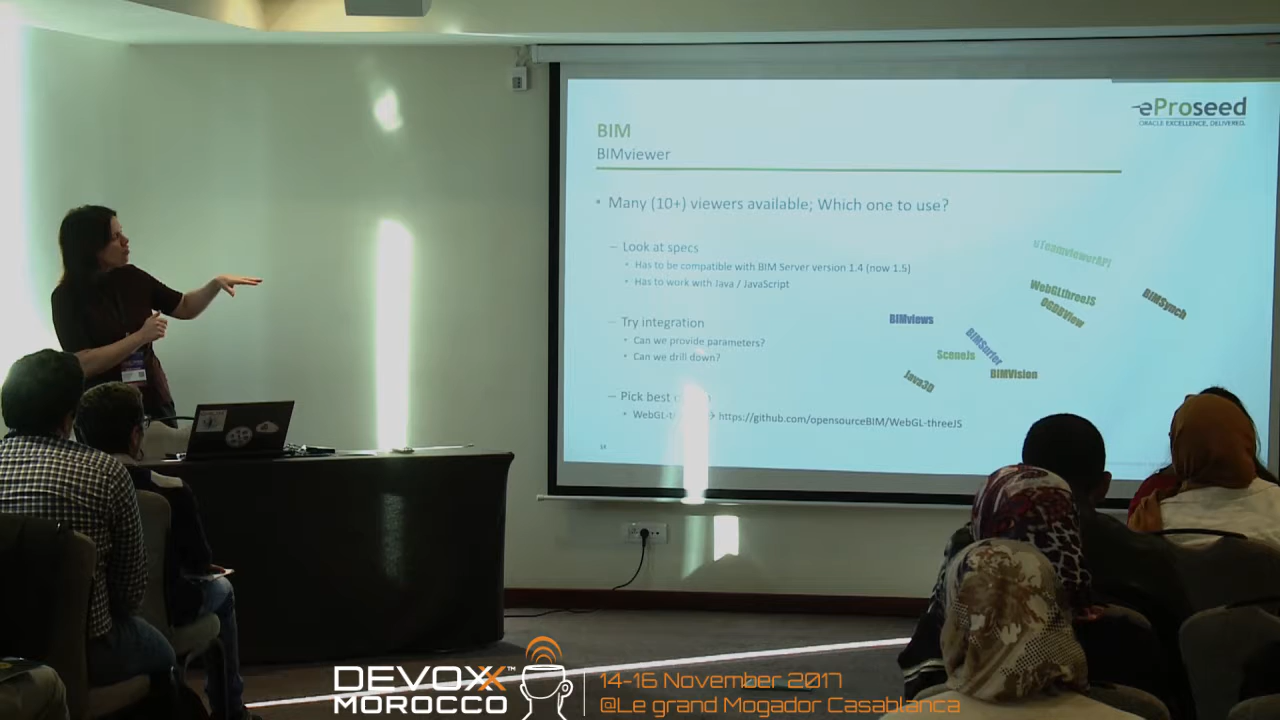 eProseed
ORACLE EXCELLENCE, DELIVERED.
BIM
BIMviewer
• Many (10+) viewers available; Which one to use?
– Look at specs
• Has to be compatible with BIM Server version 1.4 (now 1.5)
• Has to work with Java / JavaScript
– Try integration
• Can we provide parameters?
• Can we drill down?
– Pick best
• https://github.com/opensourceBIM/WebGL-threeJS
WebGLthreeJS
BIMSynch
BIMviews
BIMSurfer
SceneJs
BIMVision
Java3D
14
DEVOXX™
MOROCCO
14-16 November 2017
@Le grand Mogador Casablanca